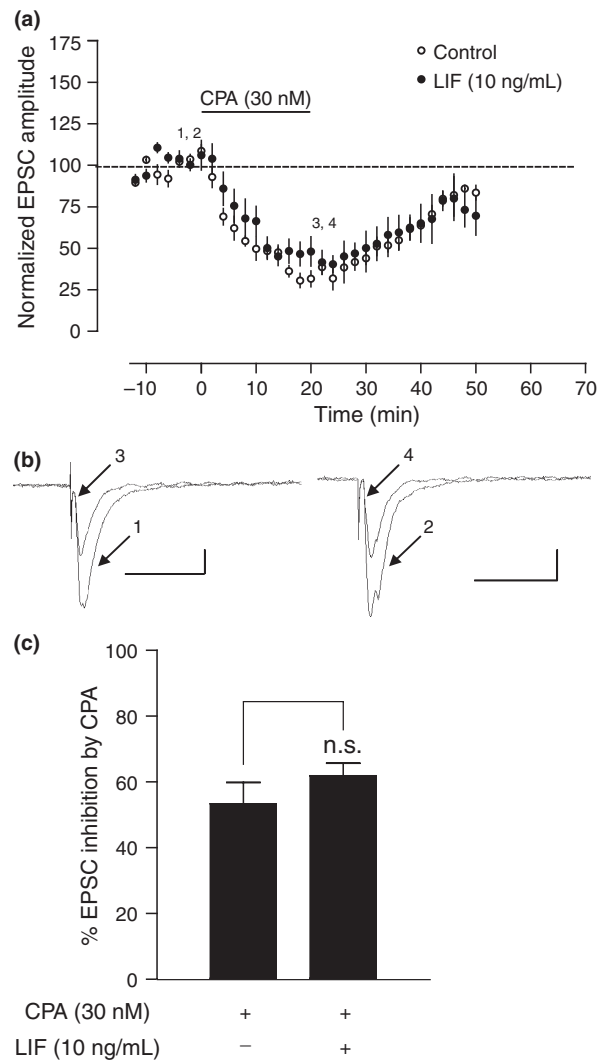 (a)
175
150
125
100
75
50
25
0
Normalized EPSC amplitude
Control
LIF (10 ng/mL)
CPA (30 nM)
1, 2
3, 4
−10 0 10 20 30 40 50 60 70
Time (min)
(b)
3
1
4
2
(c)
100
80
60
40
20
0
% EPSC inhibition by CPA
n.s.
CPA (30 nM) + +
LIF (10 ng/mL) − +